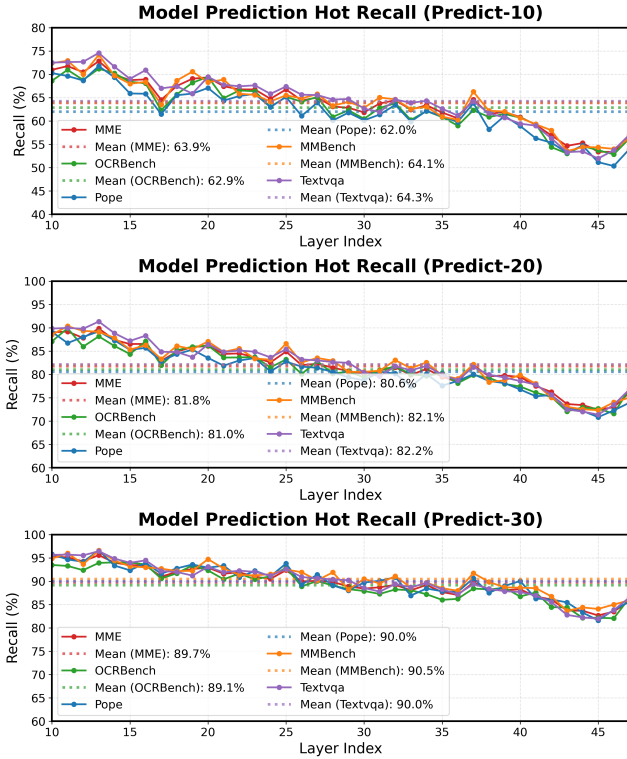 Model Prediction Hot Recall (Predict-10)
80
75
70
65
60
55
50
45
40
Recall (%)
MME
Mean (MME): 63.9%
OCRBench
Mean (OCRBench): 62.9%
Pope
Mean (Pope): 62.0%
MMBench
Mean (MMBench): 64.1%
Textvqa
Mean (Textvqa): 64.3%
10 15 20 25 30 35 40 45
Layer Index
Model Prediction Hot Recall (Predict-20)
100
95
90
85
80
75
70
65
60
Recall (%)
MME
Mean (MME): 81.8%
OCRBench
Mean (OCRBench): 81.0%
Pope
Mean (Pope): 80.6%
MMBench
Mean (MMBench): 82.1%
Textvqa
Mean (Textvqa): 82.2%
10 15 20 25 30 35 40 45
Layer Index
Model Prediction Hot Recall (Predict-30)
100
95
90
85
80
75
70
65
60
Recall (%)
MME
Mean (MME): 89.7%
OCRBench
Mean (OCRBench): 89.1%
Pope
Mean (Pope): 90.0%
MMBench
Mean (MMBench): 90.5%
Textvqa
Mean (Textvqa): 90.0%
10 15 20 25 30 35 40 45
Layer Index